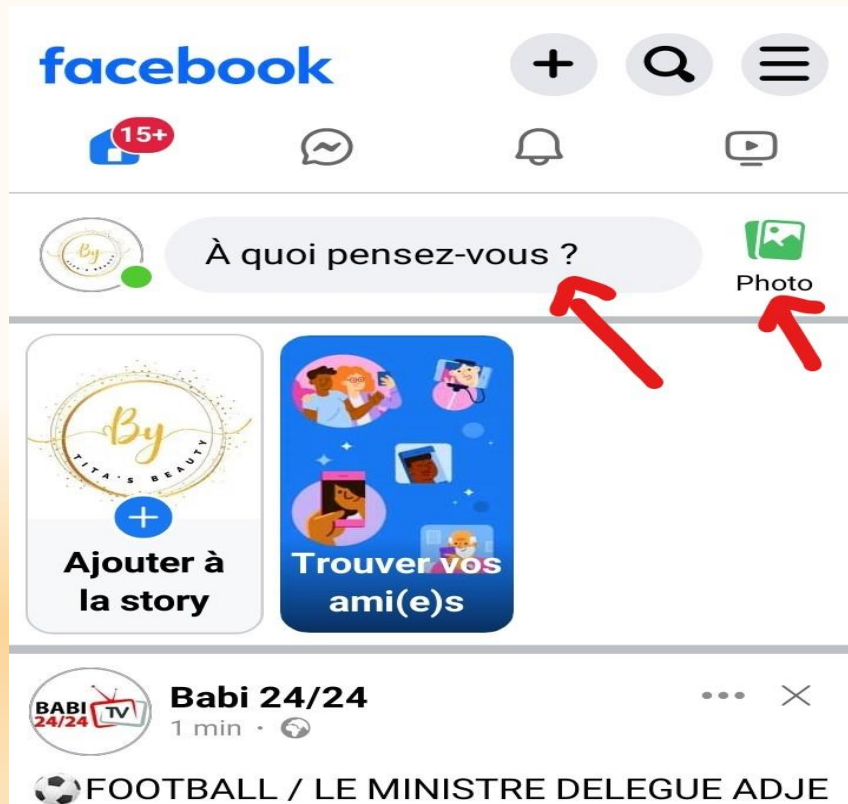 facebook
15+
À quoi pensez-vous ?
Photo
By
By
TITA'S BEAUTY
Ajouter à
la story
Trouver vos
ami(e)s
BABI TV
24/24
Babi 24/24
1 min ·
FOOTBALL / LE MINISTRE DELEGUE ADJE